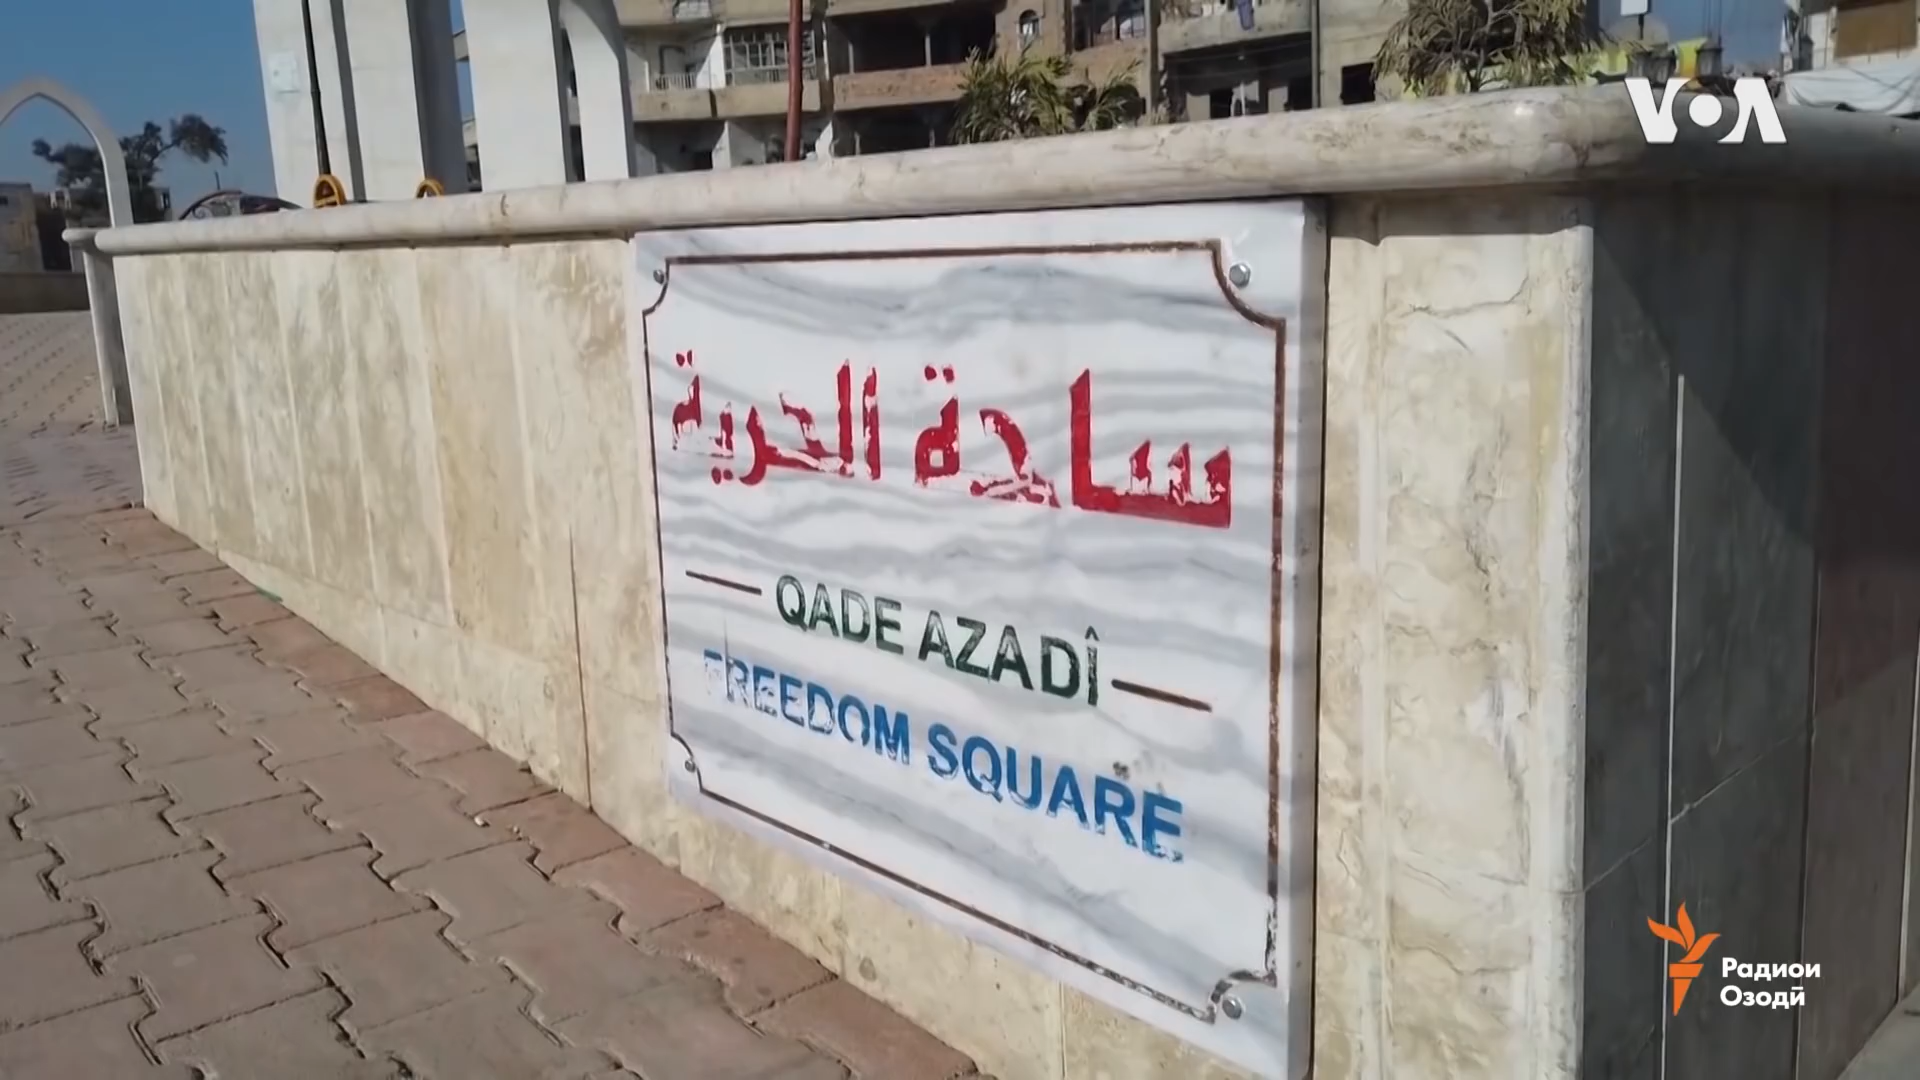 VOA
ساحة الحرية
QADE AZADÎ
FREEDOM SQUARE
Радиои
Озодӣ